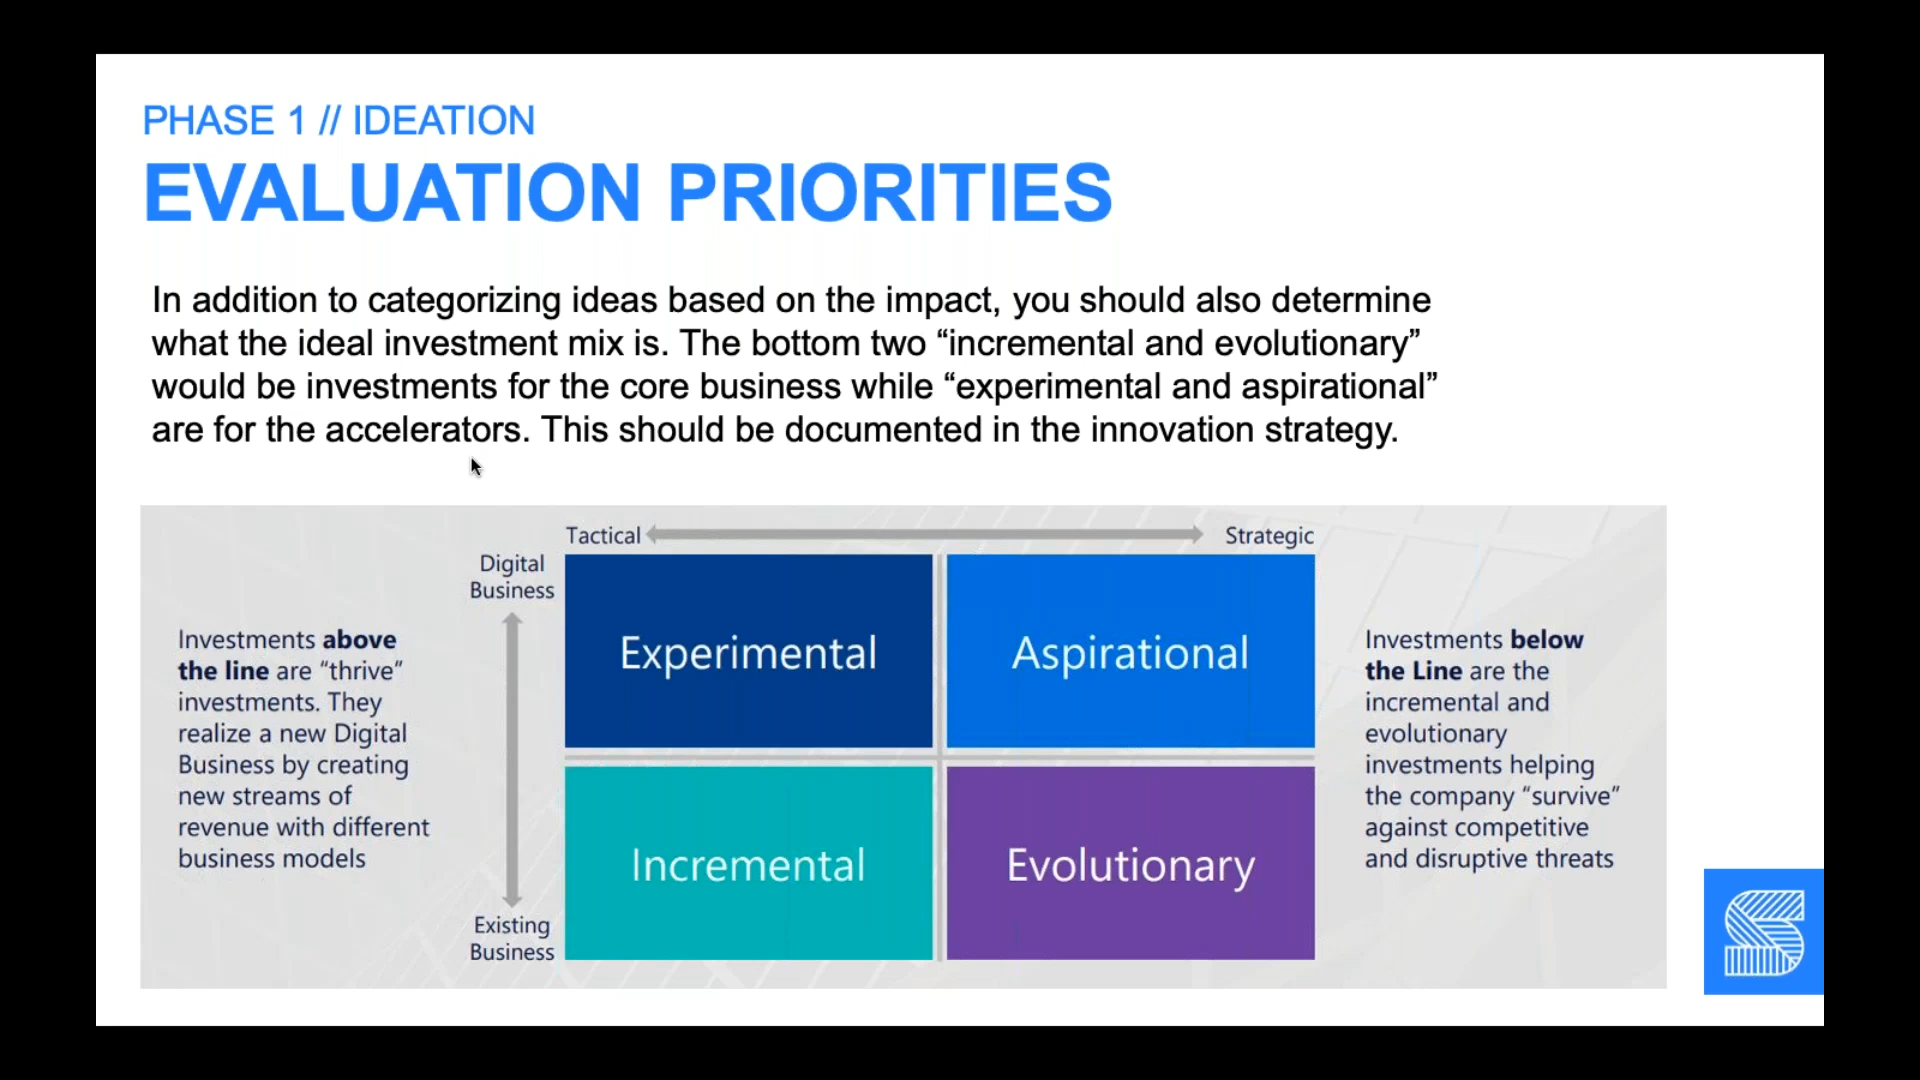 PHASE 1 // IDEATION
EVALUATION PRIORITIES
In addition to categorizing ideas based on the impact, you should also determine
what the ideal investment mix is. The bottom two “incremental and evolutionary”
would be investments for the core business while “experimental and aspirational”
are for the accelerators. This should be documented in the innovation strategy.
Tactical
Strategic
Digital
Business
Investments above
the line are “thrive”
investments. They
realize a new Digital
Business by creating
new streams of
revenue with different
business models
Existing
Business
Experimental
Aspirational
Incremental
Evolutionary
Investments below
the Line are the
incremental and
evolutionary
investments helping
the company “survive”
against competitive
and disruptive threats
S